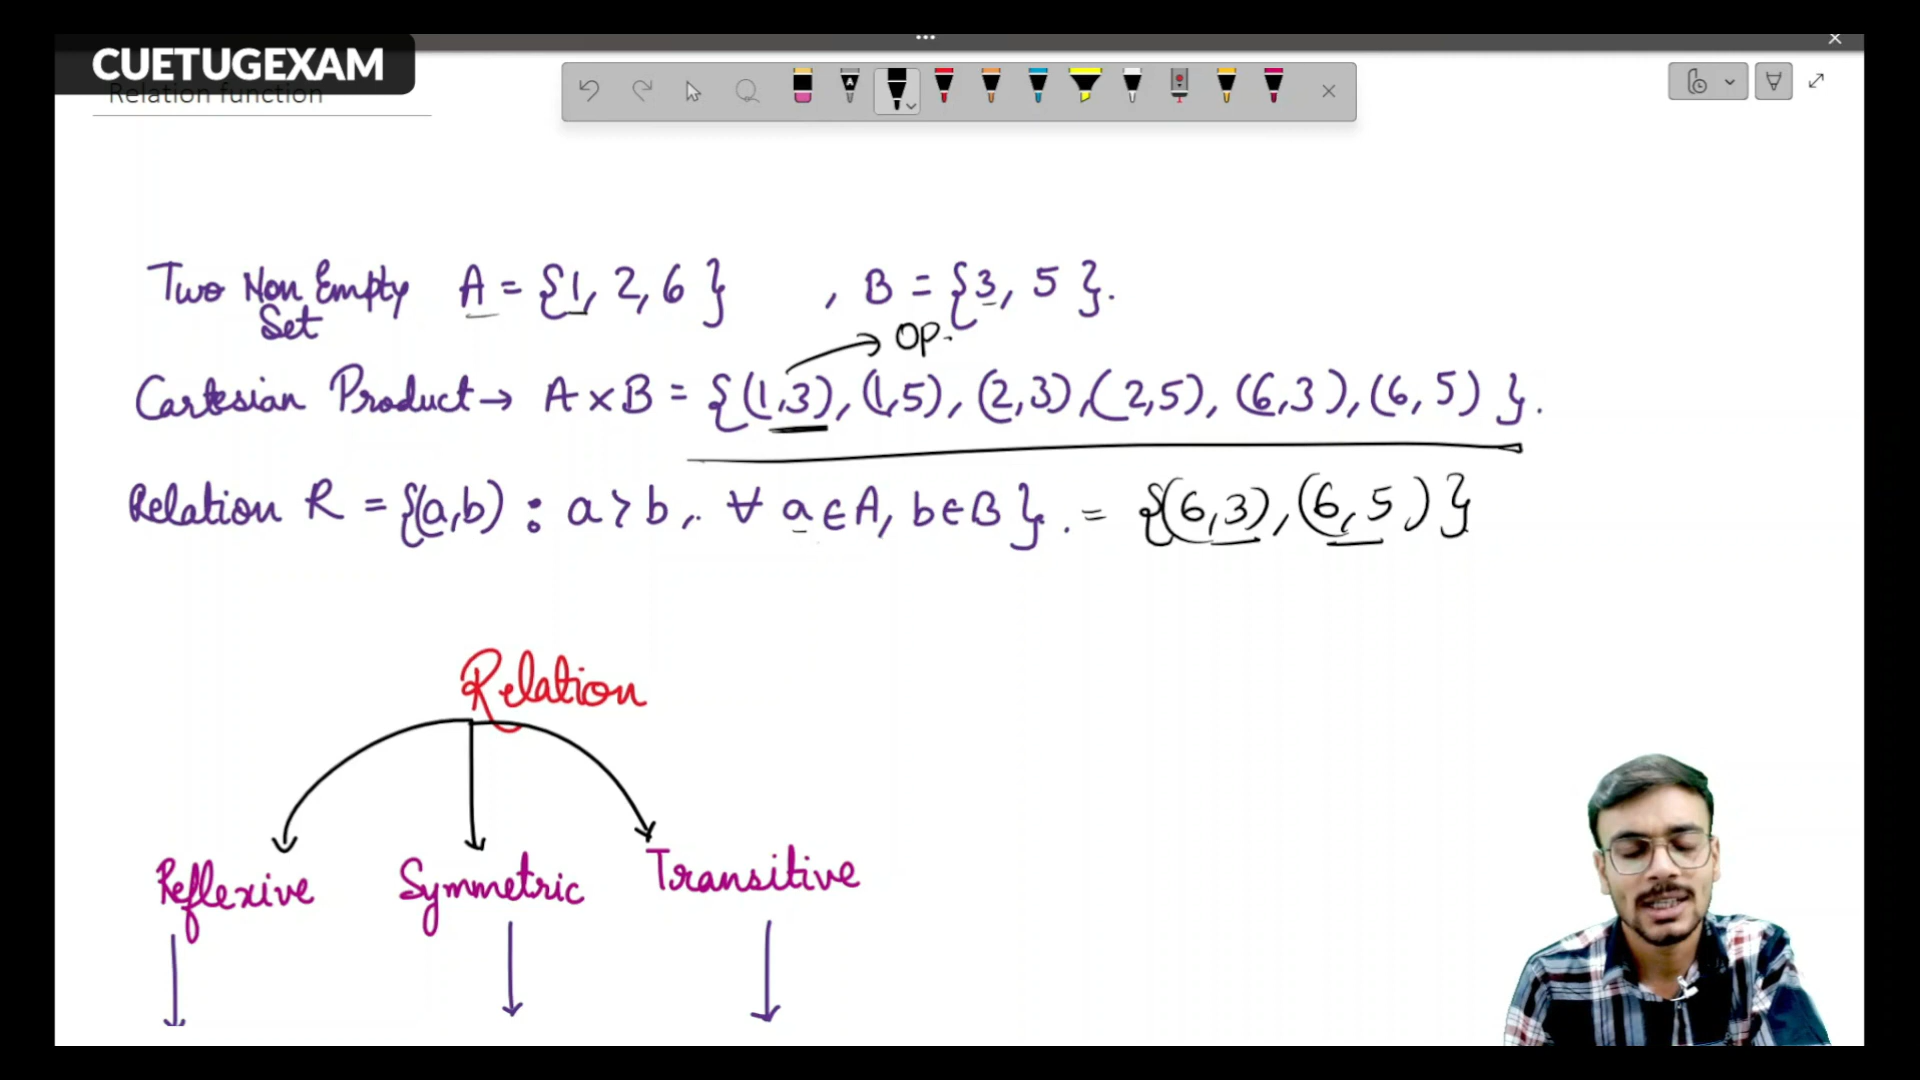 CUETUGEXAM
Relation function
Two Non Empty Set A = {1, 2, 6 } , B = {3, 5 }.
OP.
Cartesian Product → A × B = {(1,3), (1,5), (2,3), (2,5), (6,3), (6,5) }.
Relation R = {(a,b) : a > b, ∀ a ∈ A, b ∈ B }. = {(6,3), (6,5)}
Relation
Reflexive Symmetric Transitive